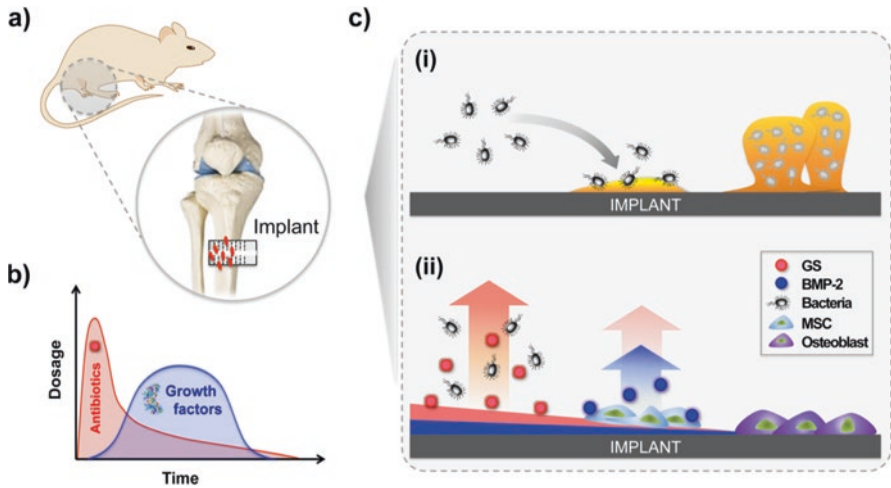 a)
Implant
b)
Dosage
Antibiotics
Growth
factors
Time
c)
(i)
IMPLANT
(ii)
GS
BMP-2
Bacteria
MSC
Osteoblast
IMPLANT